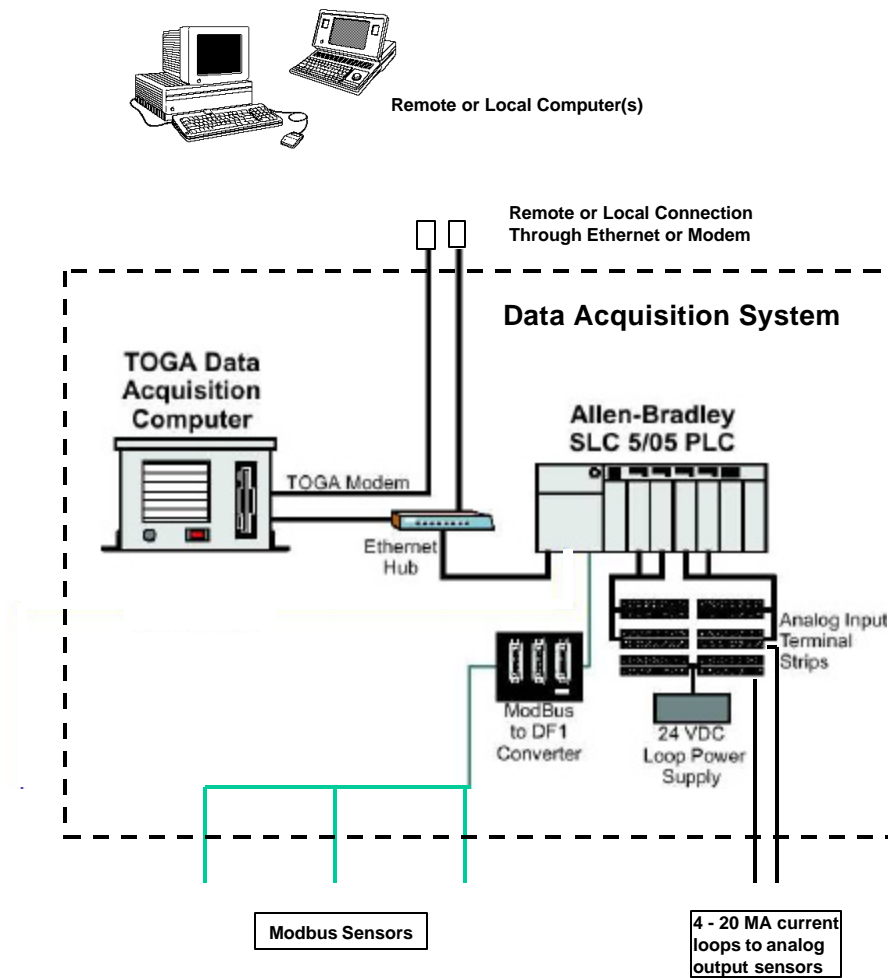 Remote or Local Computer(s)
Remote or Local Connection
Through Ethernet or Modem
Data Acquisition System
TOGA Data
Acquisition
Computer
Allen-Bradley
SLC 5/05 PLC
TOGA Modem
Ethernet
Hub
Analog Input
Terminal
Strips
ModBus
to DF1
Converter
24 VDC
Loop Power
Supply
Modbus Sensors
4 - 20 MA current
loops to analog
output sensors